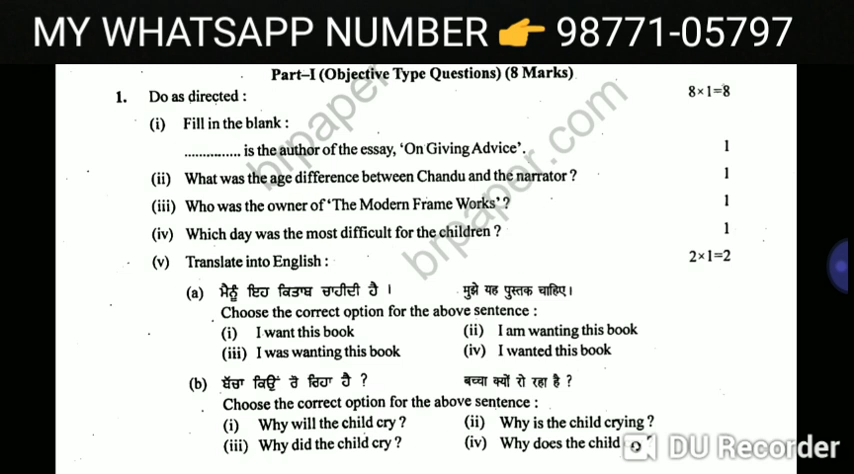 MY WHATSAPP NUMBER 👉 98771-05797
Part–I (Objective Type Questions) (8 Marks)
1. Do as directed : 8×1=8
(i) Fill in the blank :
............... is the author of the essay, ‘On Giving Advice’. 1
(ii) What was the age difference between Chandu and the narrator ? 1
(iii) Who was the owner of ‘The Modern Frame Works’ ? 1
(iv) Which day was the most difficult for the children ? 1
(v) Translate into English : 2×1=2
(a) ਮੈਨੂੰ ਇਹ ਕਿਤਾਬ ਚਾਹੀਦੀ ਹੈ । मुझे यह पुस्तक चाहिए।
Choose the correct option for the above sentence :
(i) I want this book (ii) I am wanting this book
(iii) I was wanting this book (iv) I wanted this book
(b) ਬੱਚਾ ਕਿਉਂ ਰੋ ਰਿਹਾ ਹੈ ? बच्चा क्यों रो रहा है ?
Choose the correct option for the above sentence :
(i) Why will the child cry ? (ii) Why is the child crying ?
(iii) Why did the child cry ? (iv) Why does the child
brpaper.com
brpaper.com
DU Recorder